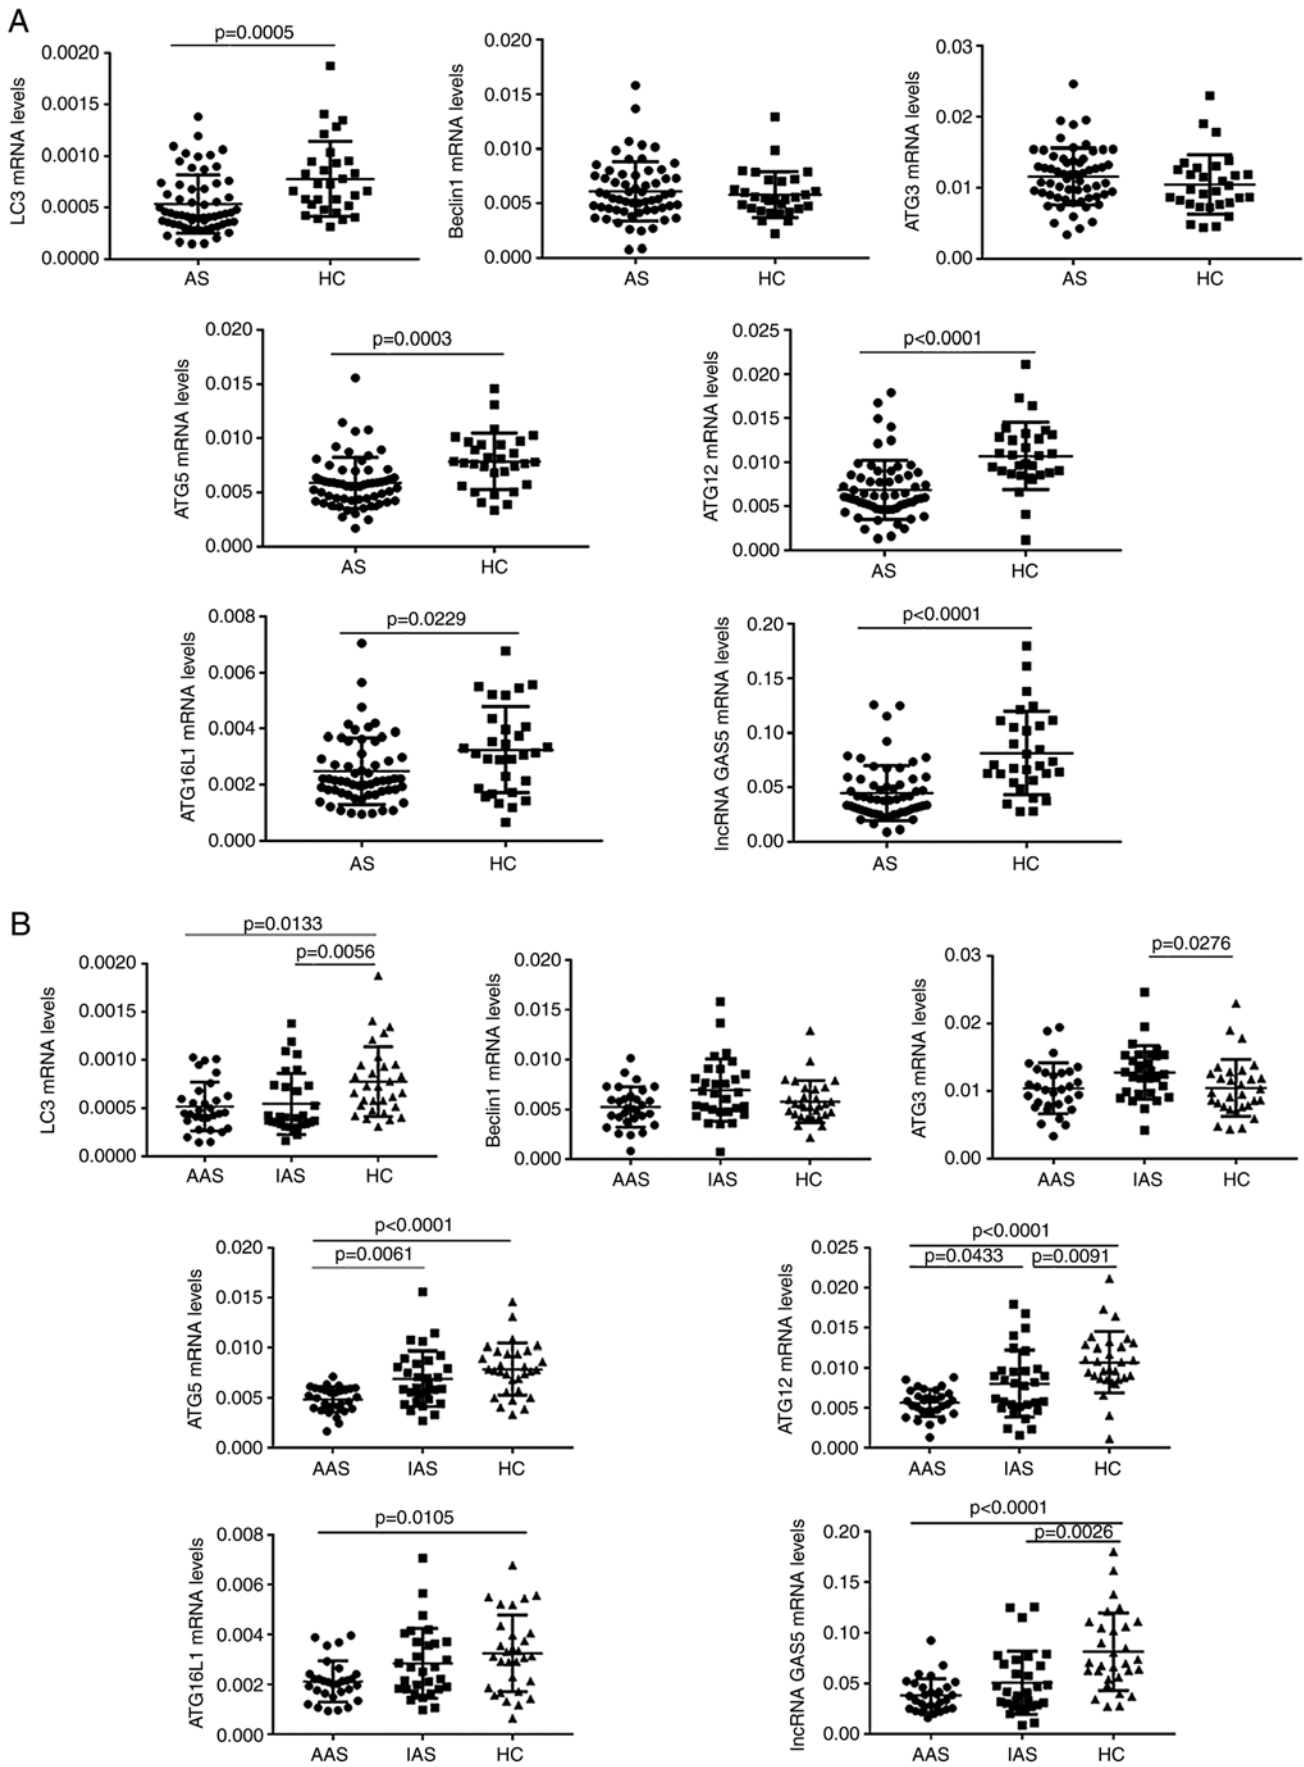 A
p=0.0005
LC3 mRNA levels
0.0020
0.0015
0.0010
0.0005
0.0000
AS HC
Beclin1 mRNA levels
0.020
0.015
0.010
0.005
0.000
AS HC
ATG3 mRNA levels
0.03
0.02
0.01
0.00
AS HC
p=0.0003
ATG5 mRNA levels
0.020
0.015
0.010
0.005
0.000
AS HC
p<0.0001
ATG12 mRNA levels
0.025
0.020
0.015
0.010
0.005
0.000
AS HC
p=0.0229
ATG16L1 mRNA levels
0.008
0.006
0.004
0.002
0.000
AS HC
p<0.0001
lncRNA GAS5 mRNA levels
0.20
0.15
0.10
0.05
0.00
AS HC
B
p=0.0133
p=0.0056
LC3 mRNA levels
0.0020
0.0015
0.0010
0.0005
0.0000
AAS IAS HC
Beclin1 mRNA levels
0.020
0.015
0.010
0.005
0.000
AAS IAS HC
p=0.0276
ATG3 mRNA levels
0.03
0.02
0.01
0.00
AAS IAS HC
p<0.0001
p=0.0061
ATG5 mRNA levels
0.020
0.015
0.010
0.005
0.000
AAS IAS HC
p<0.0001
p=0.0433 p=0.0091
ATG12 mRNA levels
0.025
0.020
0.015
0.010
0.005
0.000
AAS IAS HC
p=0.0105
ATG16L1 mRNA levels
0.008
0.006
0.004
0.002
0.000
AAS IAS HC
p<0.0001
p=0.0026
lncRNA GAS5 mRNA levels
0.20
0.15
0.10
0.05
0.00
AAS IAS HC